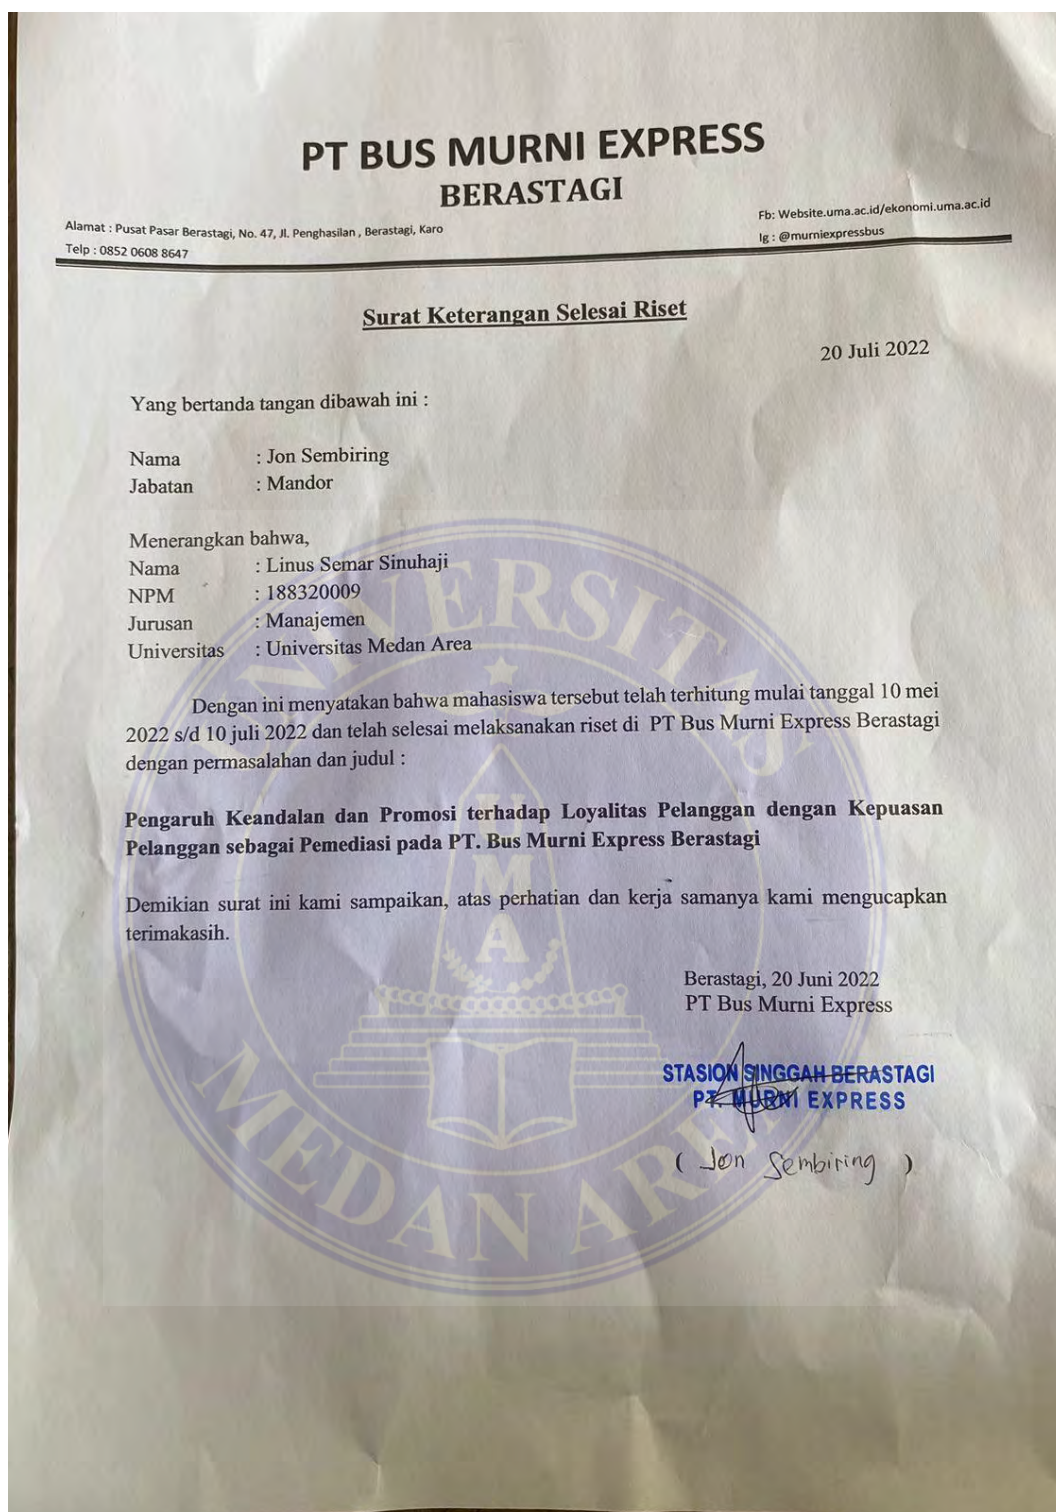 PT BUS MURNI EXPRESS
BERASTAGI
Alamat : Pusat Pasar Berastagi, No. 47, Jl. Penghasilan , Berastagi, Karo
Telp : 0852 0608 8647
Fb: Website.uma.ac.id/ekonomi.uma.ac.id
Ig : @murniexpressbus
Surat Keterangan Selesai Riset
20 Juli 2022
Yang bertanda tangan dibawah ini :
Nama : Jon Sembiring
Jabatan : Mandor
Menerangkan bahwa,
Nama : Linus Semar Sinuhaji
NPM : 188320009
Jurusan : Manajemen
Universitas : Universitas Medan Area
Dengan ini menyatakan bahwa mahasiswa tersebut telah terhitung mulai tanggal 10 mei
2022 s/d 10 juli 2022 dan telah selesai melaksanakan riset di PT Bus Murni Express Berastagi
dengan permasalahan dan judul :
Pengaruh Keandalan dan Promosi terhadap Loyalitas Pelanggan dengan Kepuasan
Pelanggan sebagai Pemediasi pada PT. Bus Murni Express Berastagi
Demikian surat ini kami sampaikan, atas perhatian dan kerja samanya kami mengucapkan
terimakasih.
Berastagi, 20 Juni 2022
PT Bus Murni Express
STASION SINGGAH BERASTAGI
PT. MURNI EXPRESS
( Jon Sembiring )
UNIVERSITAS
UMA
MEDAN AREA